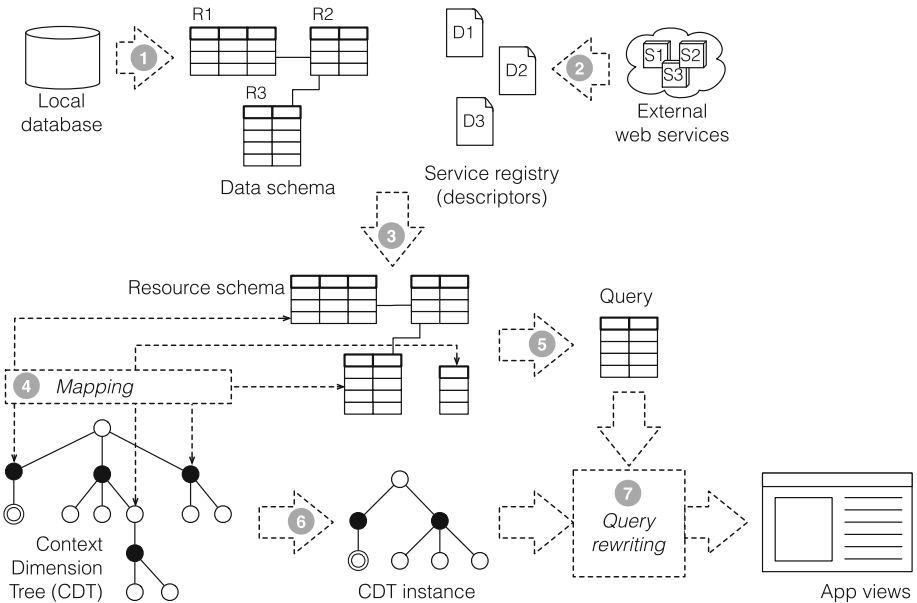 R1
R2
D1
1
D2
2
S1
S2
S3
Local
database
R3
D3
External
web services
Data schema
Service registry
(descriptors)
3
Resource schema
Query
5
4
Mapping
6
7
Query
rewriting
Context
Dimension
Tree (CDT)
CDT instance
App views